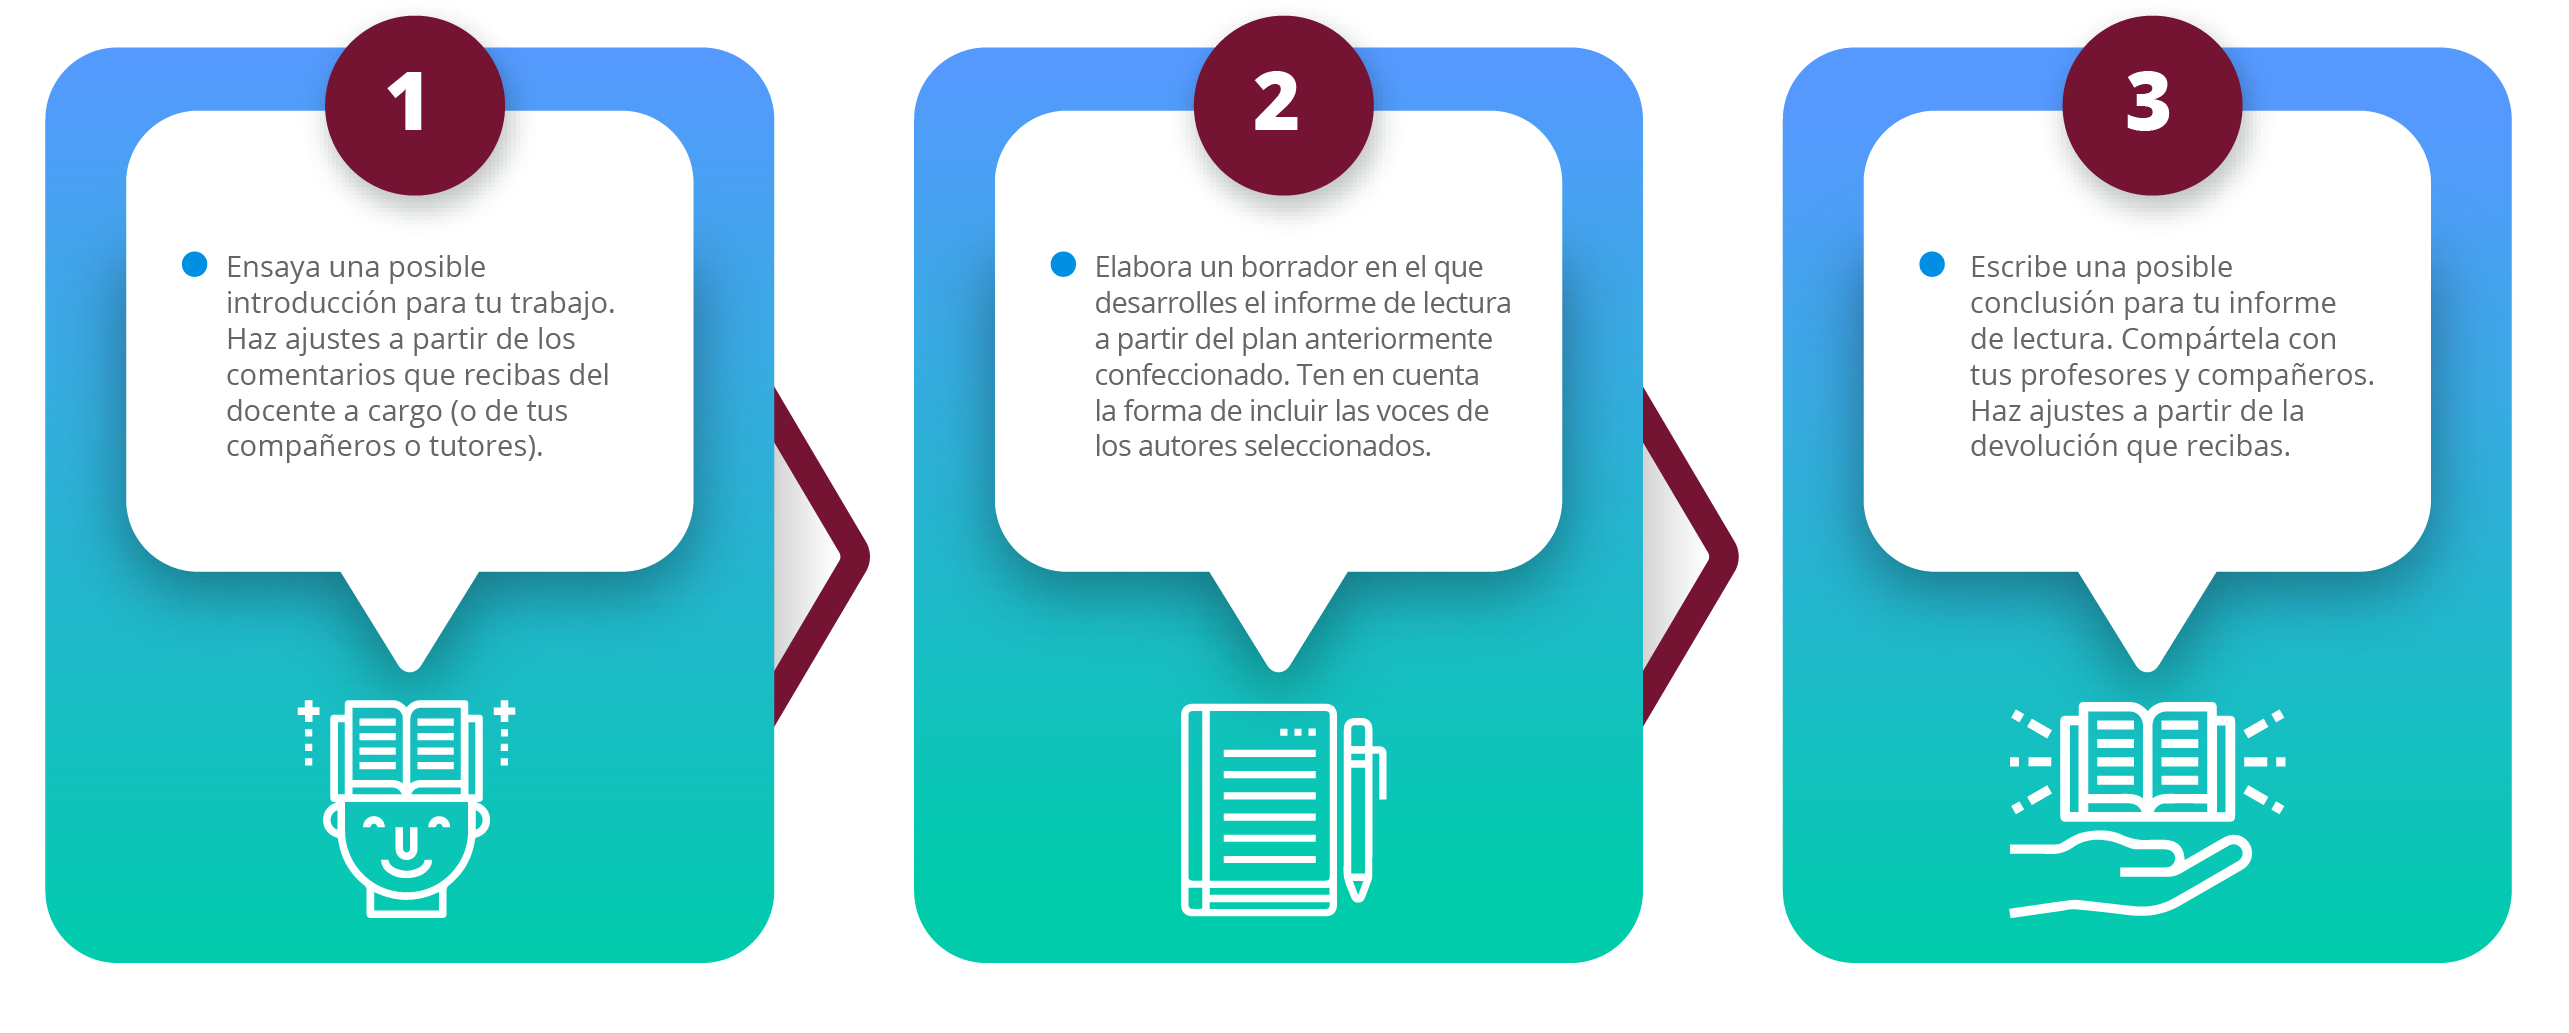 1
Ensaya una posible
introducción para tu trabajo.
Haz ajustes a partir de los
comentarios que recibas del
docente a cargo (o de tus
compañeros o tutores).
2
Elabora un borrador en el que
desarrolles el informe de lectura
a partir del plan anteriormente
confeccionado. Ten en cuenta
la forma de incluir las voces de
los autores seleccionados.
3
Escribe una posible
conclusión para tu informe
de lectura. Compártela con
tus profesores y compañeros.
Haz ajustes a partir de la
devolución que recibas.